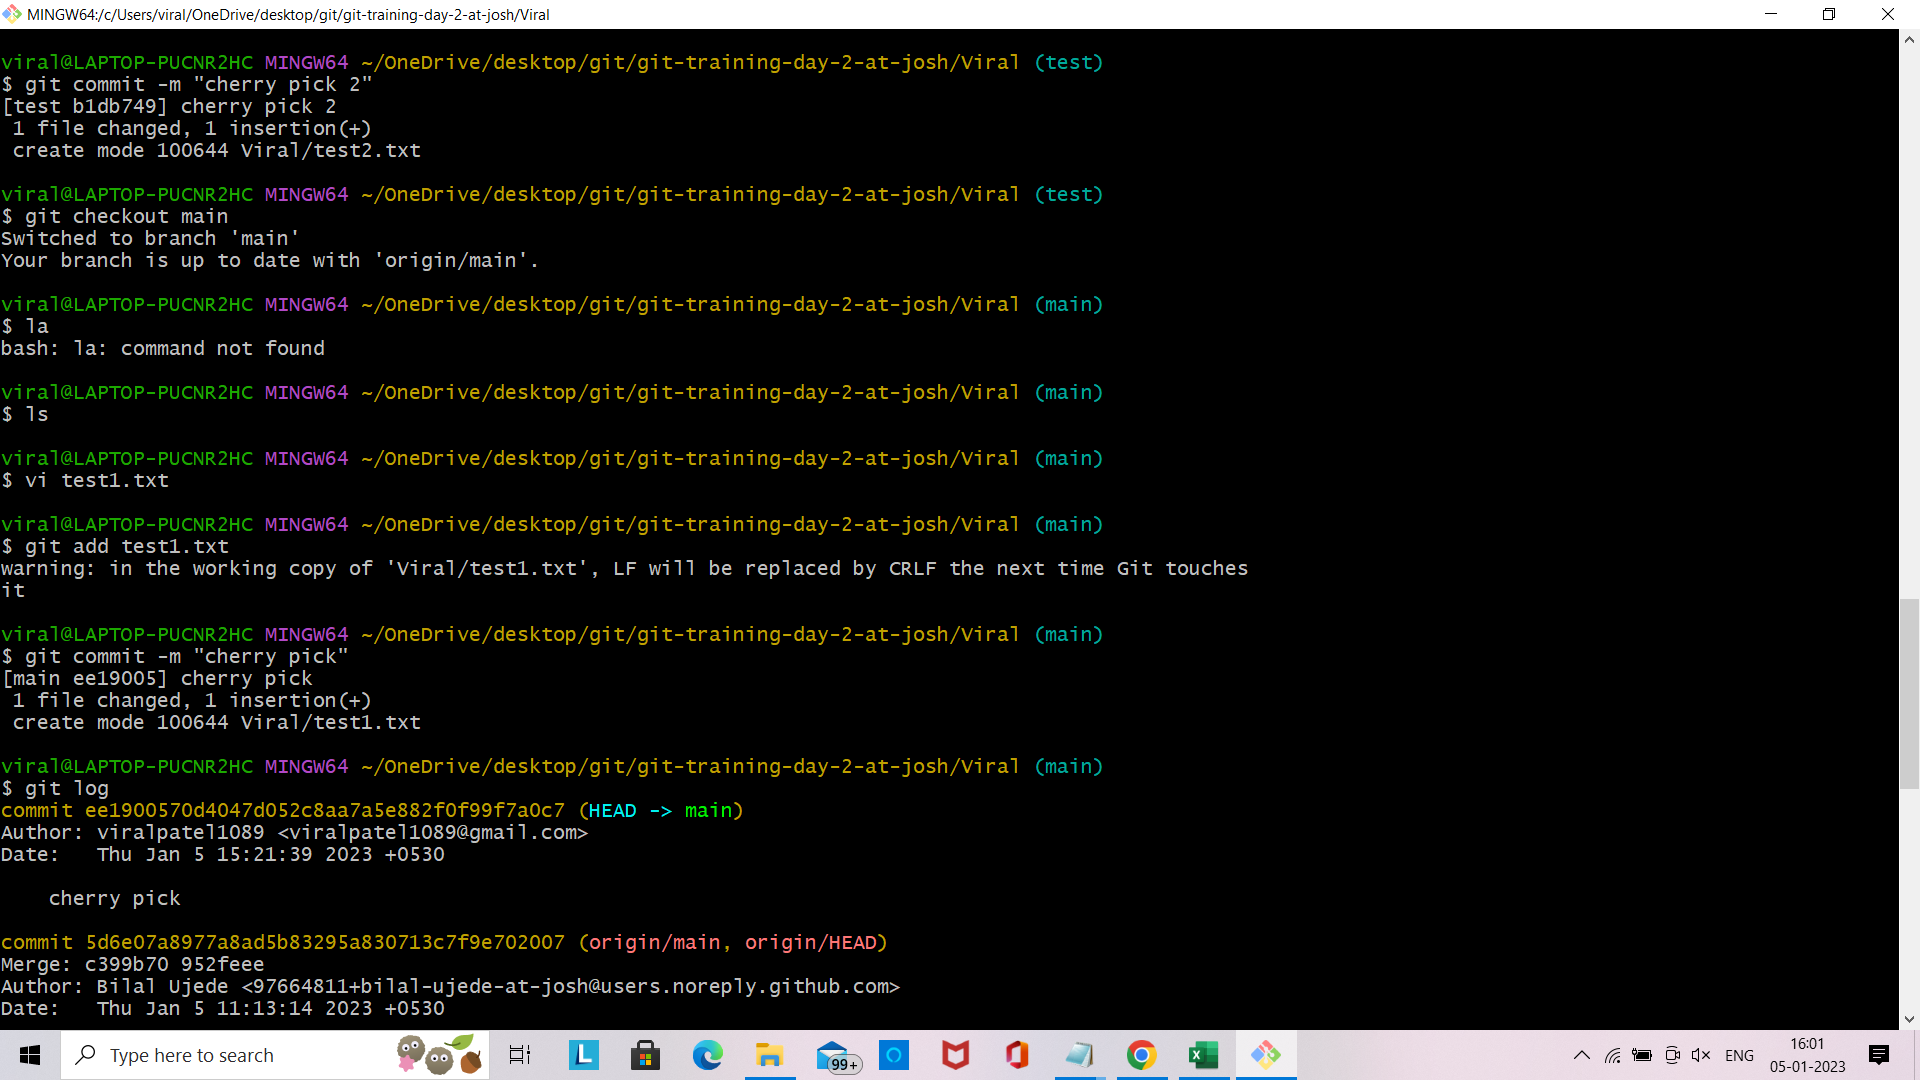 MINGW64:/c/Users/viral/OneDrive/desktop/git/git-training-day-2-at-josh/Viral
viral@LAPTOP-PUCNR2HC MINGW64 ~/OneDrive/desktop/git/git-training-day-2-at-josh/Viral (test)
$ git commit -m "cherry pick 2"
[test b1db749] cherry pick 2
 1 file changed, 1 insertion(+)
 create mode 100644 Viral/test2.txt
viral@LAPTOP-PUCNR2HC MINGW64 ~/OneDrive/desktop/git/git-training-day-2-at-josh/Viral (test)
$ git checkout main
Switched to branch 'main'
Your branch is up to date with 'origin/main'.
viral@LAPTOP-PUCNR2HC MINGW64 ~/OneDrive/desktop/git/git-training-day-2-at-josh/Viral (main)
$ la
bash: la: command not found
viral@LAPTOP-PUCNR2HC MINGW64 ~/OneDrive/desktop/git/git-training-day-2-at-josh/Viral (main)
$ ls
viral@LAPTOP-PUCNR2HC MINGW64 ~/OneDrive/desktop/git/git-training-day-2-at-josh/Viral (main)
$ vi test1.txt
viral@LAPTOP-PUCNR2HC MINGW64 ~/OneDrive/desktop/git/git-training-day-2-at-josh/Viral (main)
$ git add test1.txt
warning: in the working copy of 'Viral/test1.txt', LF will be replaced by CRLF the next time Git touches
it
viral@LAPTOP-PUCNR2HC MINGW64 ~/OneDrive/desktop/git/git-training-day-2-at-josh/Viral (main)
$ git commit -m "cherry pick"
[main ee19005] cherry pick
 1 file changed, 1 insertion(+)
 create mode 100644 Viral/test1.txt
viral@LAPTOP-PUCNR2HC MINGW64 ~/OneDrive/desktop/git/git-training-day-2-at-josh/Viral (main)
$ git log
commit ee1900570d4047d052c8aa7a5e882f0f99f7a0c7 (HEAD -> main)
Author: viralpatel1089 <viralpatel1089@gmail.com>
Date:   Thu Jan 5 15:21:39 2023 +0530
    cherry pick
commit 5d6e07a8977a8ad5b83295a830713c7f9e702007 (origin/main, origin/HEAD)
Merge: c399b70 952feee
Author: Bilal Ujede <97664811+bilal-ujede-at-josh@users.noreply.github.com>
Date:   Thu Jan 5 11:13:14 2023 +0530
Type here to search
L
99+
ENG
16:01
05-01-2023